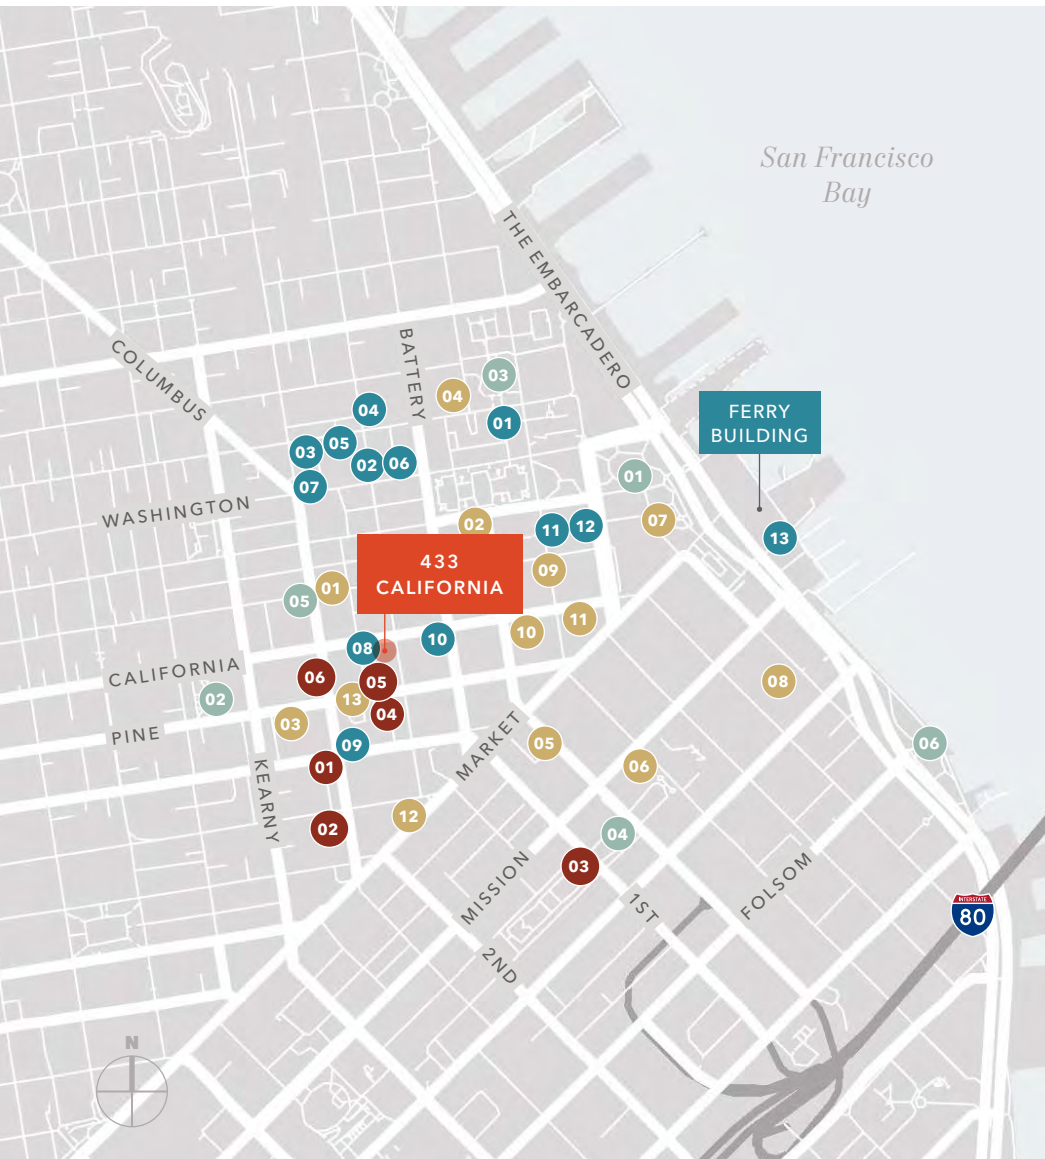 San Francisco
Bay
THE EMBARCADERO
COLUMBUS
BATTERY
03
04
04
01
FERRY
BUILDING
05
03
02
06
01
07
WASHINGTON
02
07
11
12
13
433
CALIFORNIA
09
01
05
11
10
10
08
CALIFORNIA
06
05
08
02
13
04
03
PINE
MARKET
09
05
06
01
06
KEARNY
12
02
04
03
MISSION
FOLSOM
1ST
INTERSTATE
80
2ND
N